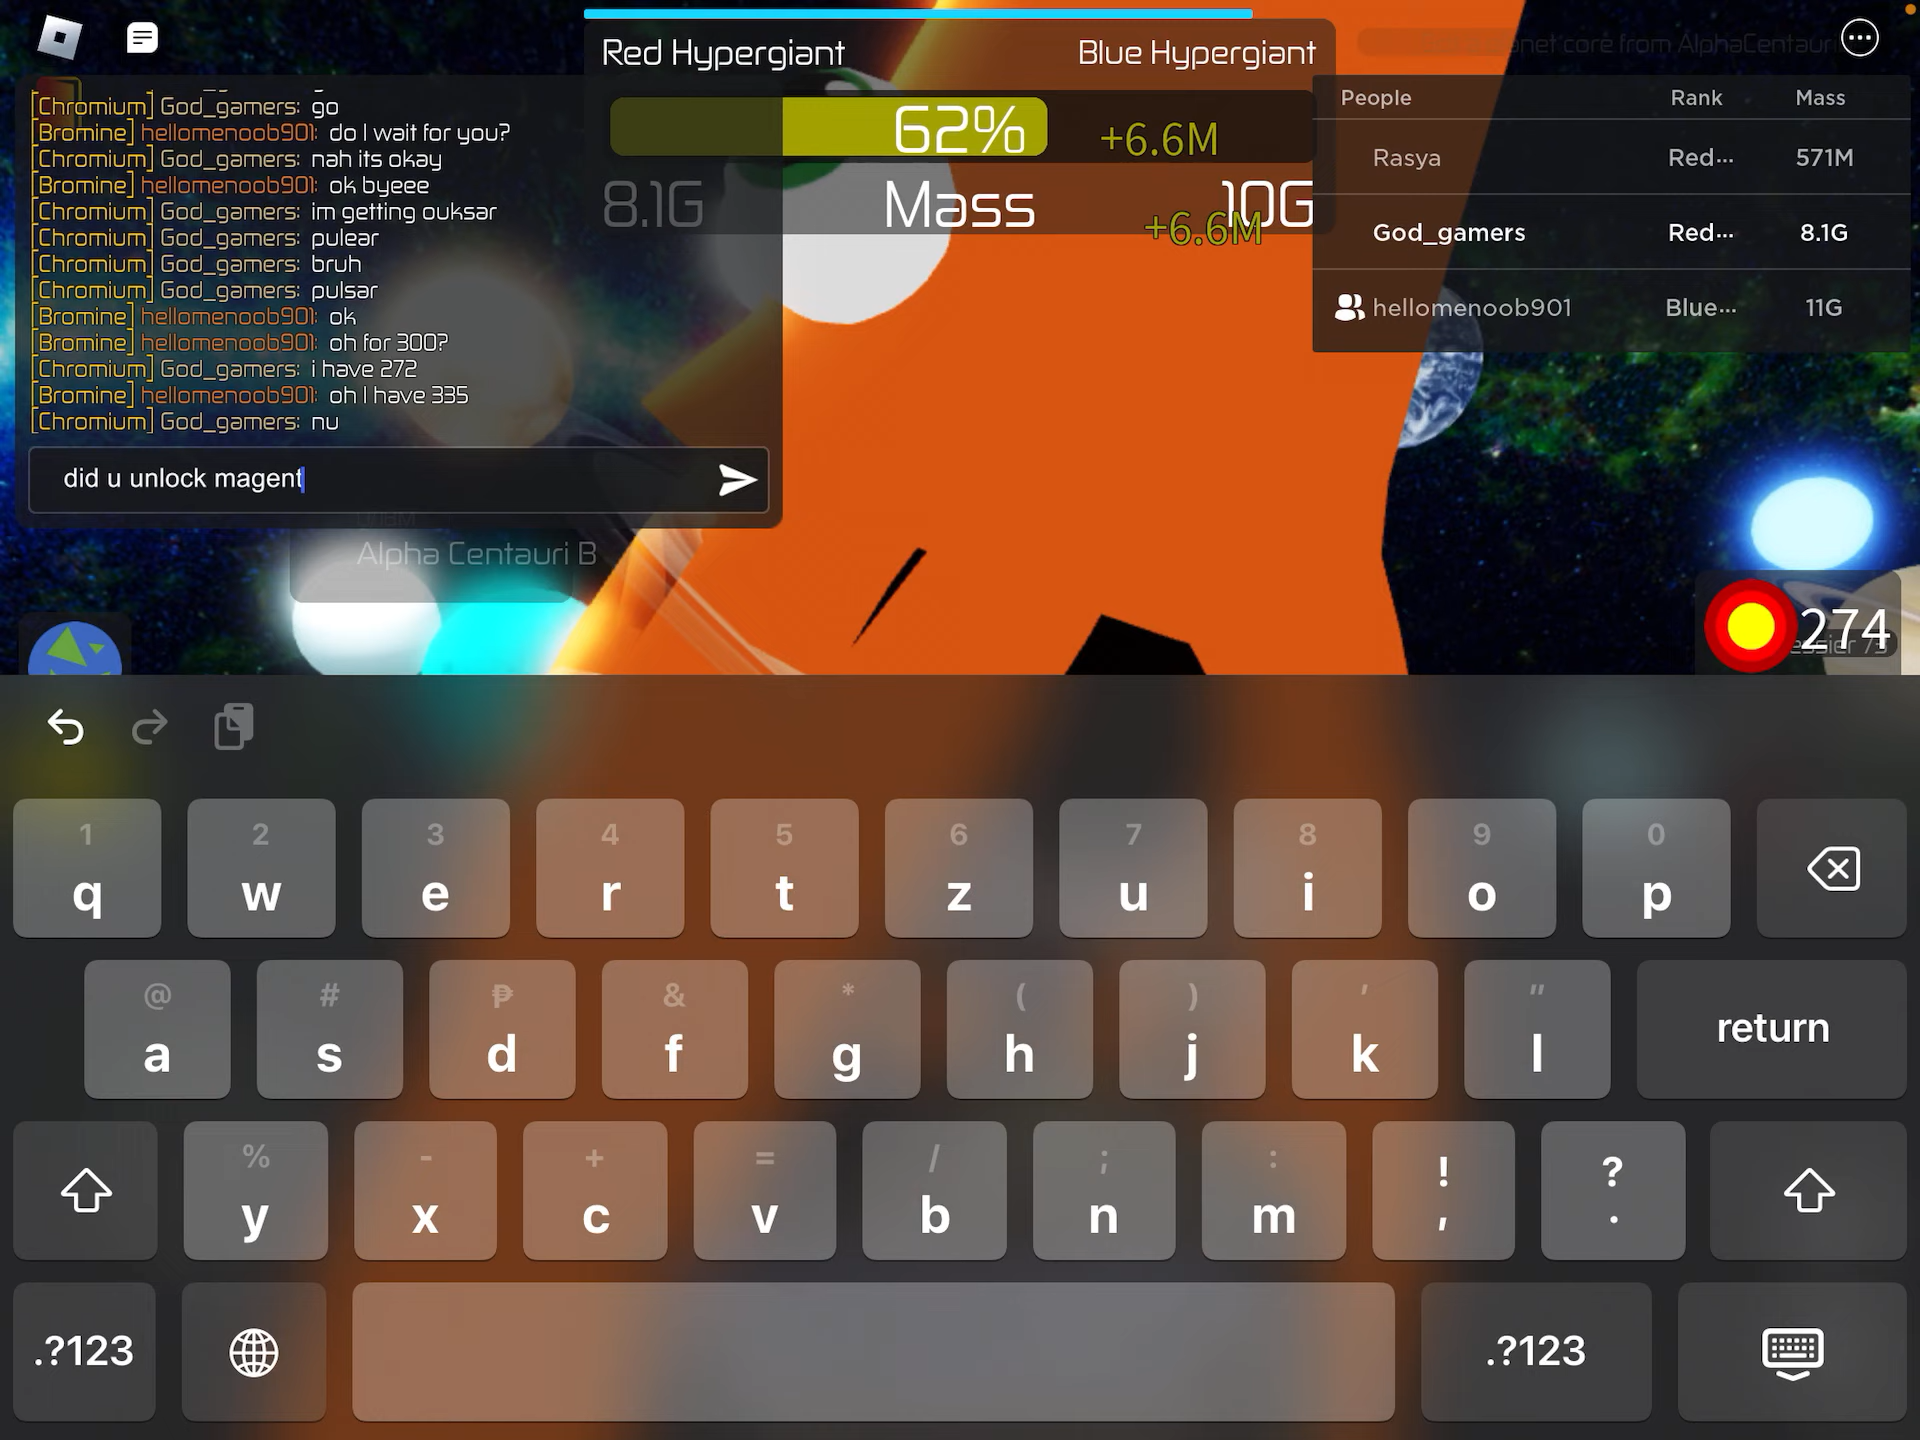 Red Hypergiant Blue Hypergiant
62% +6.6M
8.1G Mass 10G
+6.6M
[Chromium] God_gamers: go
[Bromine] hellomenoob901: do I wait for you?
[Chromium] God_gamers: nah its okay
[Bromine] hellomenoob901: ok byeee
[Chromium] God_gamers: im getting ouksar
[Chromium] God_gamers: pulear
[Chromium] God_gamers: bruh
[Chromium] God_gamers: pulsar
[Bromine] hellomenoob901: ok
[Bromine] hellomenoob901: oh for 300?
[Chromium] God_gamers: i have 272
[Bromine] hellomenoob901: oh I have 335
[Chromium] God_gamers: nu
did u unlock magent
core from AlphaCentaur
People Rank Mass
Rasya Red... 571M
God_gamers Red... 8.1G
hellomenoob901 Blue... 11G
Alpha Centauri B
274
1 2 3 4 5 6 7 8 9 0
q w e r t z u i o p
@ # ₱ & * ( ) ' "
a s d f g h j k l return
% - + = / ; : ! ?
y x c v b n m , .
.?123 .?123